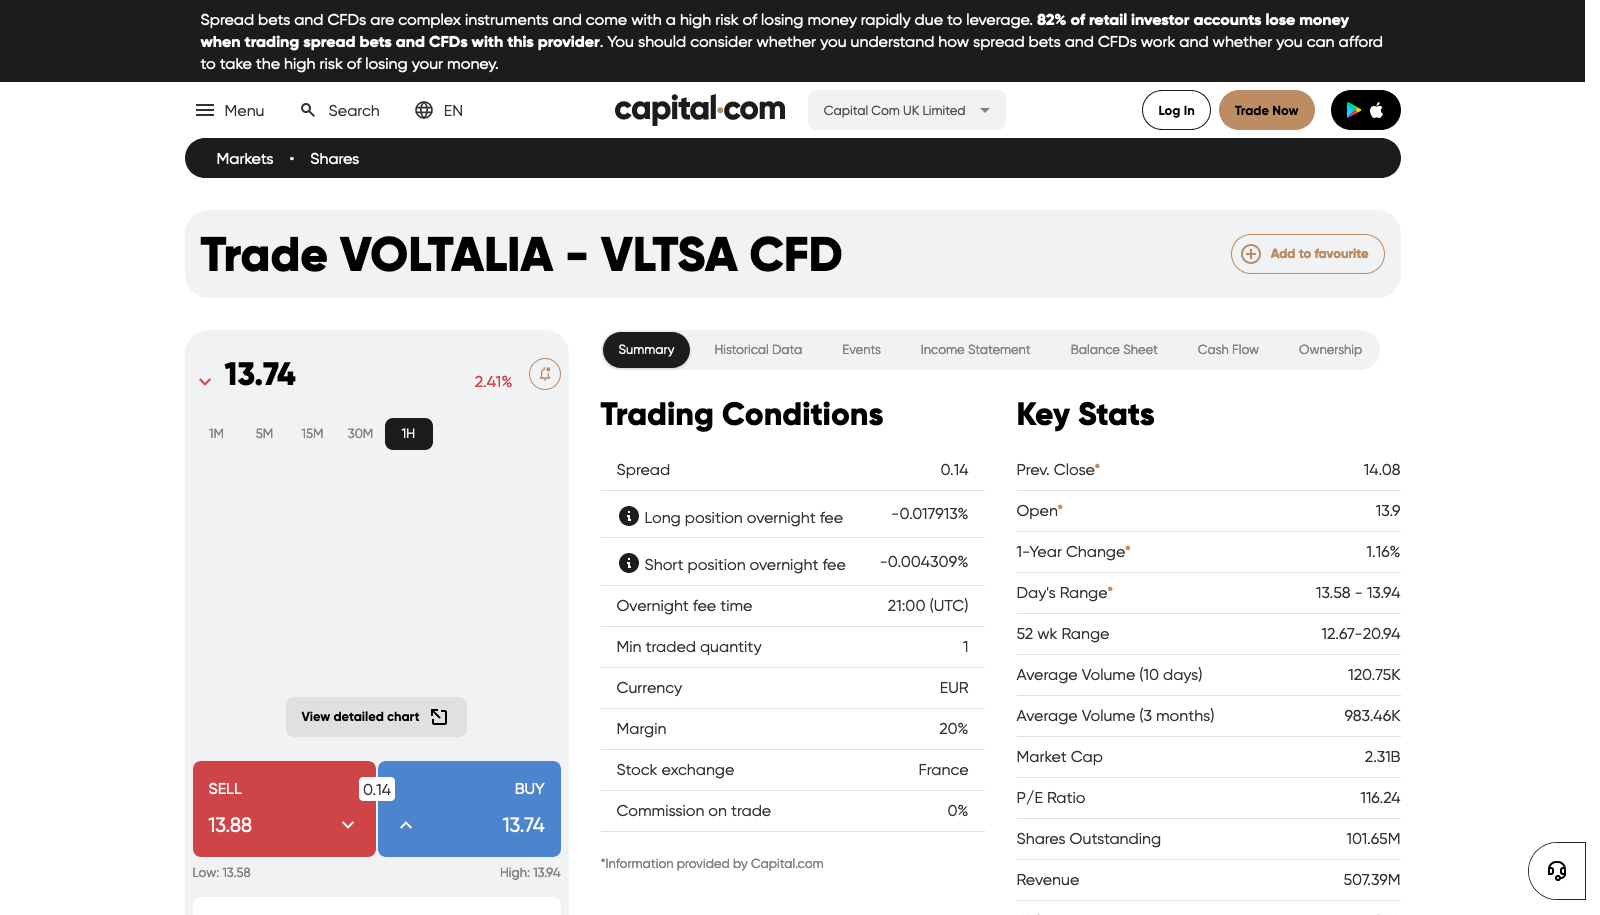 Spread bets and CFDs are complex instruments and come with a high risk of losing money rapidly due to leverage. 82% of retail investor accounts lose money
when trading spread bets and CFDs with this provider. You should consider whether you understand how spread bets and CFDs work and whether you can afford
to take the high risk of losing your money.
Menu Search EN capital.com Capital Com UK Limited Log In Trade Now
Markets • Shares
Trade VOLTALIA - VLTSA CFD Add to favourite
13.74 2.41%
1M 5M 15M 30M 1H
View detailed chart
SELL 0.14 BUY
13.88 13.74
Low: 13.58 High: 13.94
Summary Historical Data Events Income Statement Balance Sheet Cash Flow Ownership
Trading Conditions
Spread 0.14
Long position overnight fee -0.017913%
Short position overnight fee -0.004309%
Overnight fee time 21:00 (UTC)
Min traded quantity 1
Currency EUR
Margin 20%
Stock exchange France
Commission on trade 0%
*Information provided by Capital.com
Key Stats
Prev. Close* 14.08
Open* 13.9
1-Year Change* 1.16%
Day's Range* 13.58 - 13.94
52 wk Range 12.67-20.94
Average Volume (10 days) 120.75K
Average Volume (3 months) 983.46K
Market Cap 2.31B
P/E Ratio 116.24
Shares Outstanding 101.65M
Revenue 507.39M